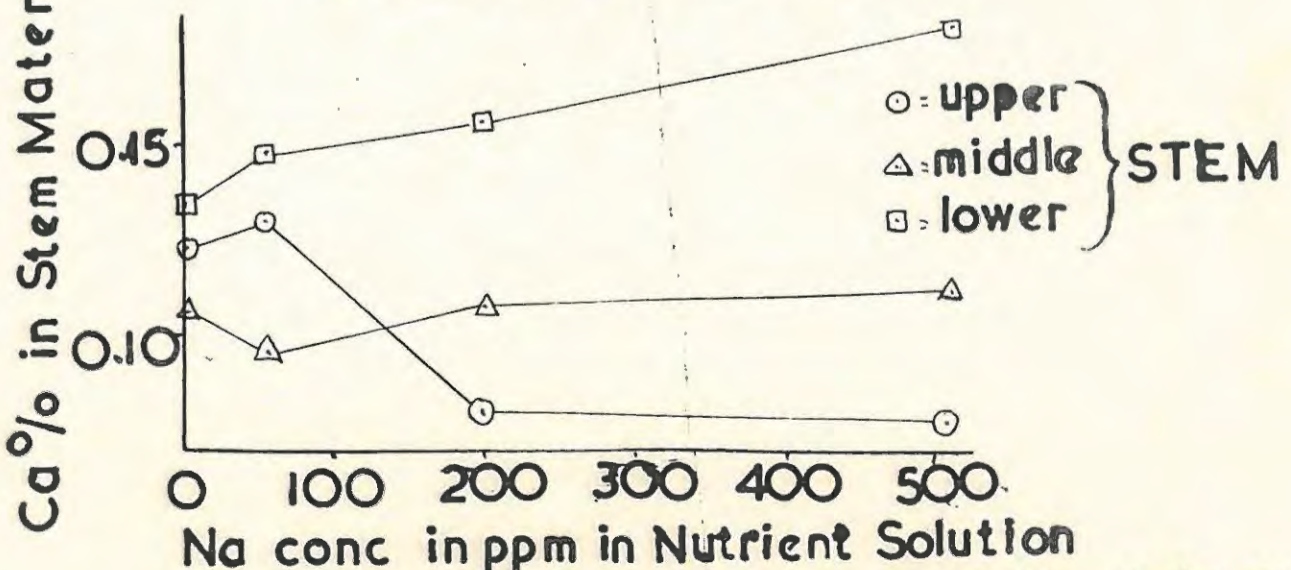 Ca% in Stem Mater
0.15
0.10
0 100 200 300 400 500
Na conc in ppm in Nutrient Solution
⊙ = upper
△ = middle
⊡ = lower
STEM